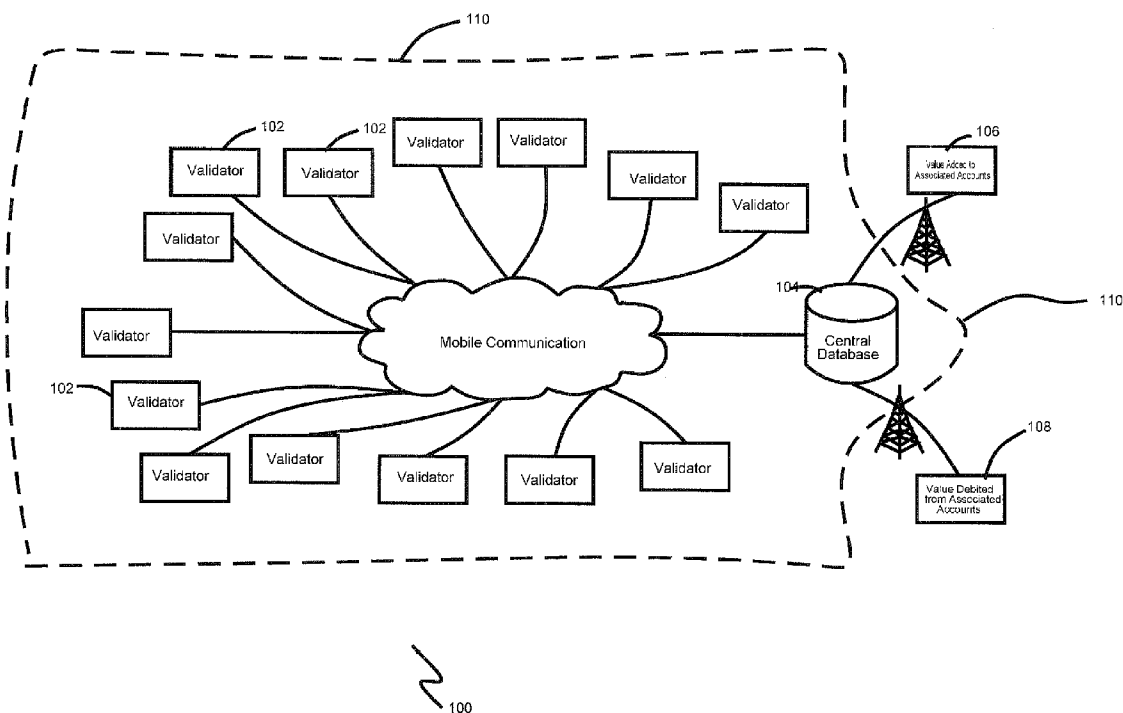 110
102
102
Validator
Validator
Validator
Validator
Validator
Validator
Validator
106
Value Added to
Associated Accounts
104
110
Validator
Mobile Communication
Central
Database
102
Validator
Validator
Validator
Validator
Validator
Validator
108
Value Debited
from Associated
Accounts
100